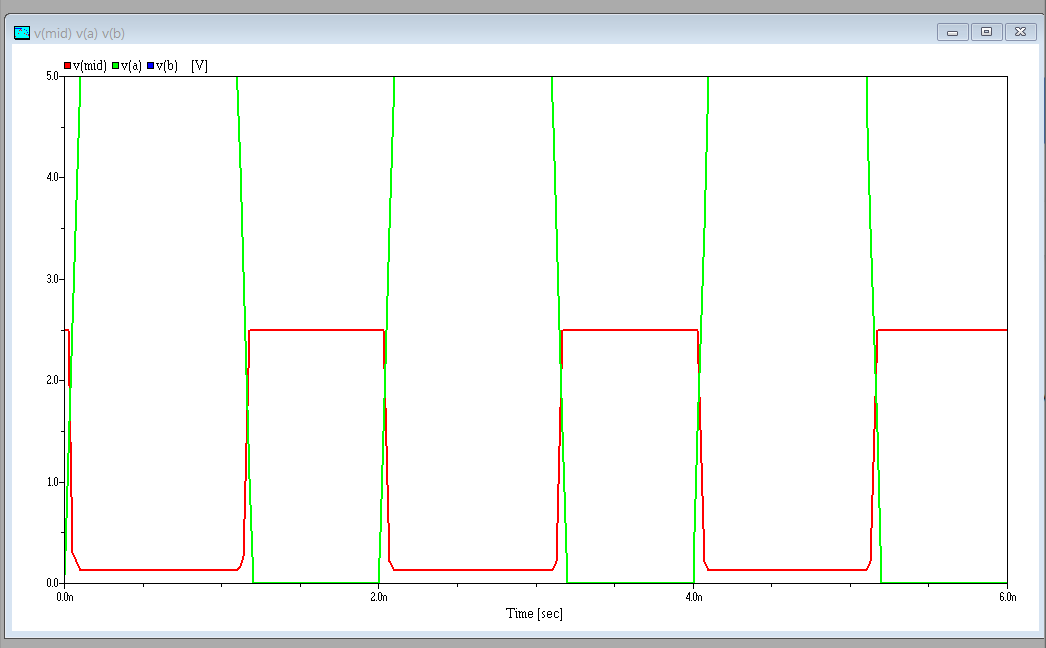 v(mid) v(a) v(b)
v(mid) v(a) v(b) [V]
5.0
4.0
3.0
2.0
1.0
0.0
0.0n 2.0n 4.0n 6.0n
Time [sec]